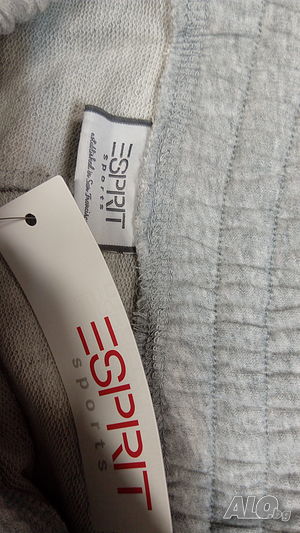 ESPRIT
sports
established in San Francisco
ESPRIT
sports
ALO.bg